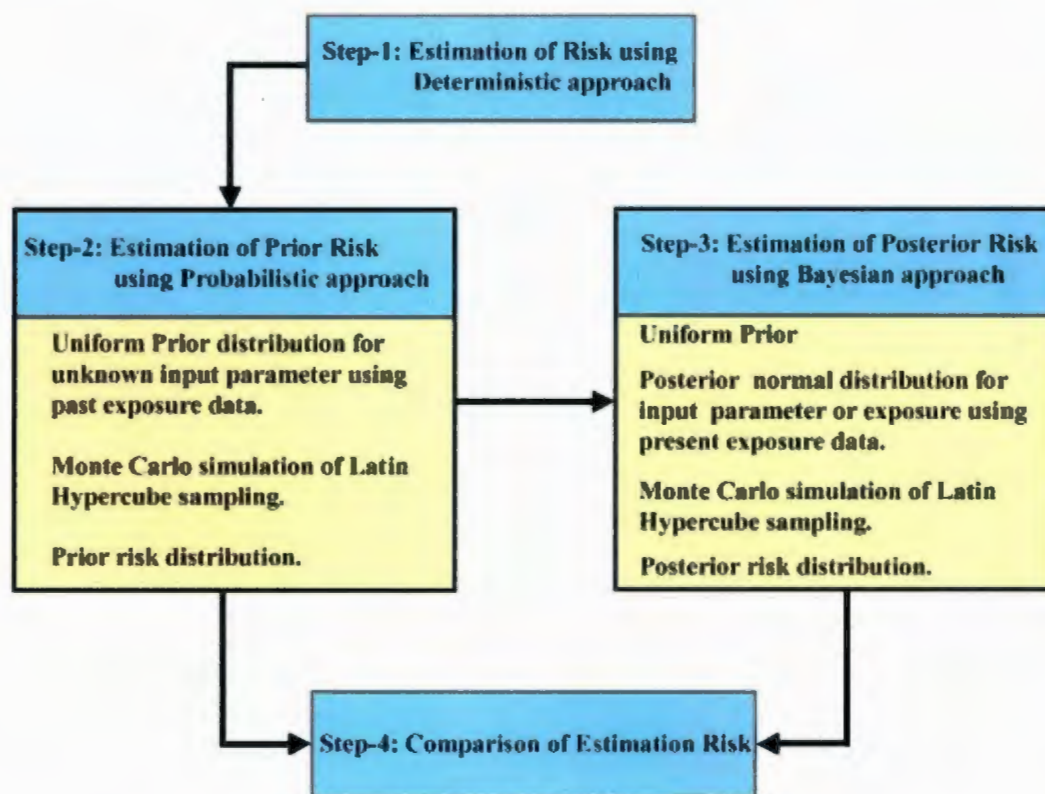 Step-1: Estimation of Risk using
Deterministic approach
Step-2: Estimation of Prior Risk
using Probabilistic approach
Uniform Prior distribution for
unknown input parameter using
past exposure data.
Monte Carlo simulation of Latin
Hypercube sampling.
Prior risk distribution.
Step-3: Estimation of Posterior Risk
using Bayesian approach
Uniform Prior
Posterior normal distribution for
input parameter or exposure using
present exposure data.
Monte Carlo simulation of Latin
Hypercube sampling.
Posterior risk distribution.
Step-4: Comparison of Estimation Risk